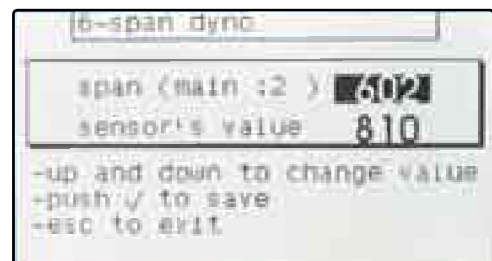 6-span dyno
span (main :2 ) 602
sensor's value 810
-up and down to change value
-push √ to save
-esc to exit